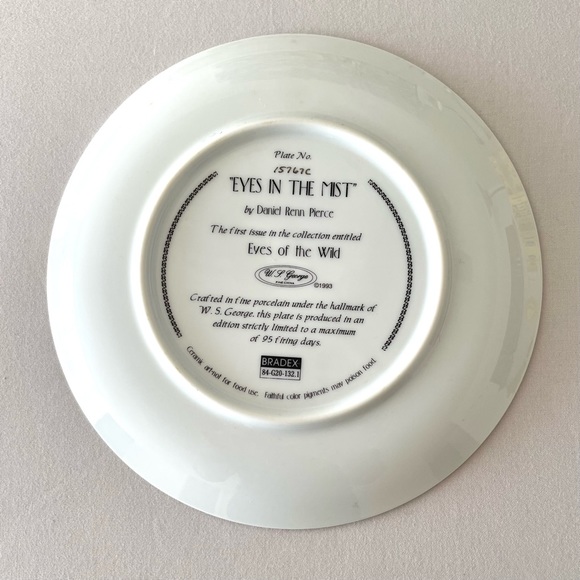 Plate No.
15767C
"EYES IN THE MIST"
by Daniel Renn Pierce
The first issue in the collection entitled
Eyes of the Wild
W. S. George
FINE CHINA
©1993
Crafted in fine porcelain under the hallmark of
W. S. George, this plate is produced in an
edition strictly limited to a maximum
of 95 firing days.
BRADEX
84-G20-132.1
Ceramic art-not for food use. Faithful color pigments may poison food.